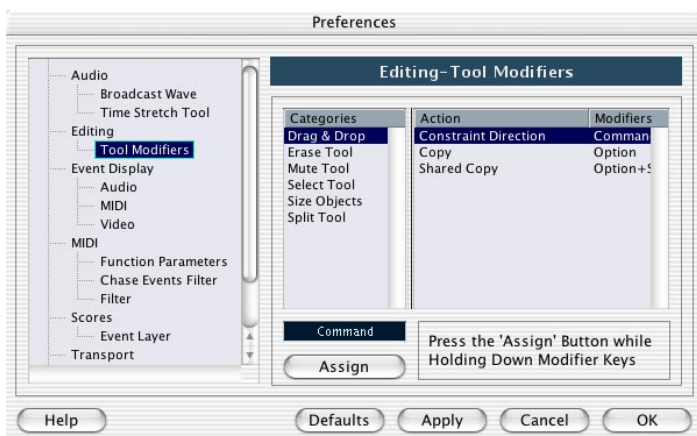 Preferences
Audio
Broadcast Wave
Time Stretch Tool
Editing
Tool Modifiers
Event Display
Audio
MIDI
Video
MIDI
Function Parameters
Chase Events Filter
Filter
Scores
Event Layer
Transport
Editing-Tool Modifiers
Categories
Drag & Drop
Erase Tool
Mute Tool
Select Tool
Size Objects
Split Tool
Action Modifiers
Constraint Direction Comman
Copy Option
Shared Copy Option+S
Command
Assign
Press the 'Assign' Button while
Holding Down Modifier Keys
Help Defaults Apply Cancel OK